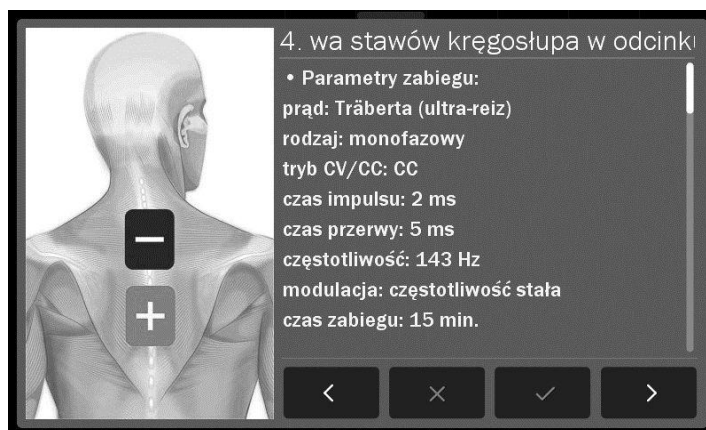 4. wa stawów kręgosłupa w odcinku
• Parametry zabiegu:
prąd: Träberta (ultra-reiz)
rodzaj: monofazowy
tryb CV/CC: CC
czas impulsu: 2 ms
czas przerwy: 5 ms
częstotliwość: 143 Hz
modulacja: częstotliwość stała
czas zabiegu: 15 min.